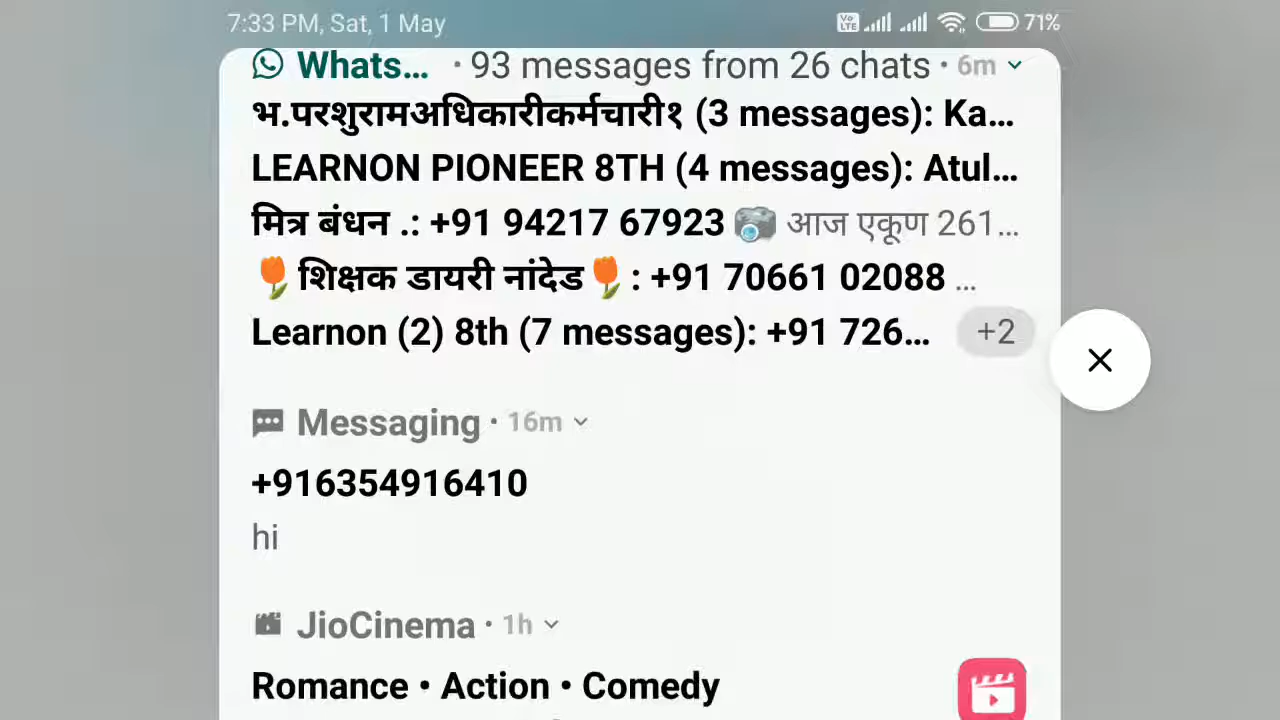 7:33 PM, Sat, 1 May
Vo LTE 71%
Whats... • 93 messages from 26 chats • 6m
भ.परशुरामअधिकारीकर्मचारी१ (3 messages): Ka...
LEARNON PIONEER 8TH (4 messages): Atul...
मित्र बंधन .: +91 94217 67923 📷 आज एकूण 261...
🌷शिक्षक डायरी नांदेड🌷: +91 70661 02088 ...
Learnon (2) 8th (7 messages): +91 726... +2
Messaging • 16m
+916354916410
hi
JioCinema • 1h
Romance • Action • Comedy